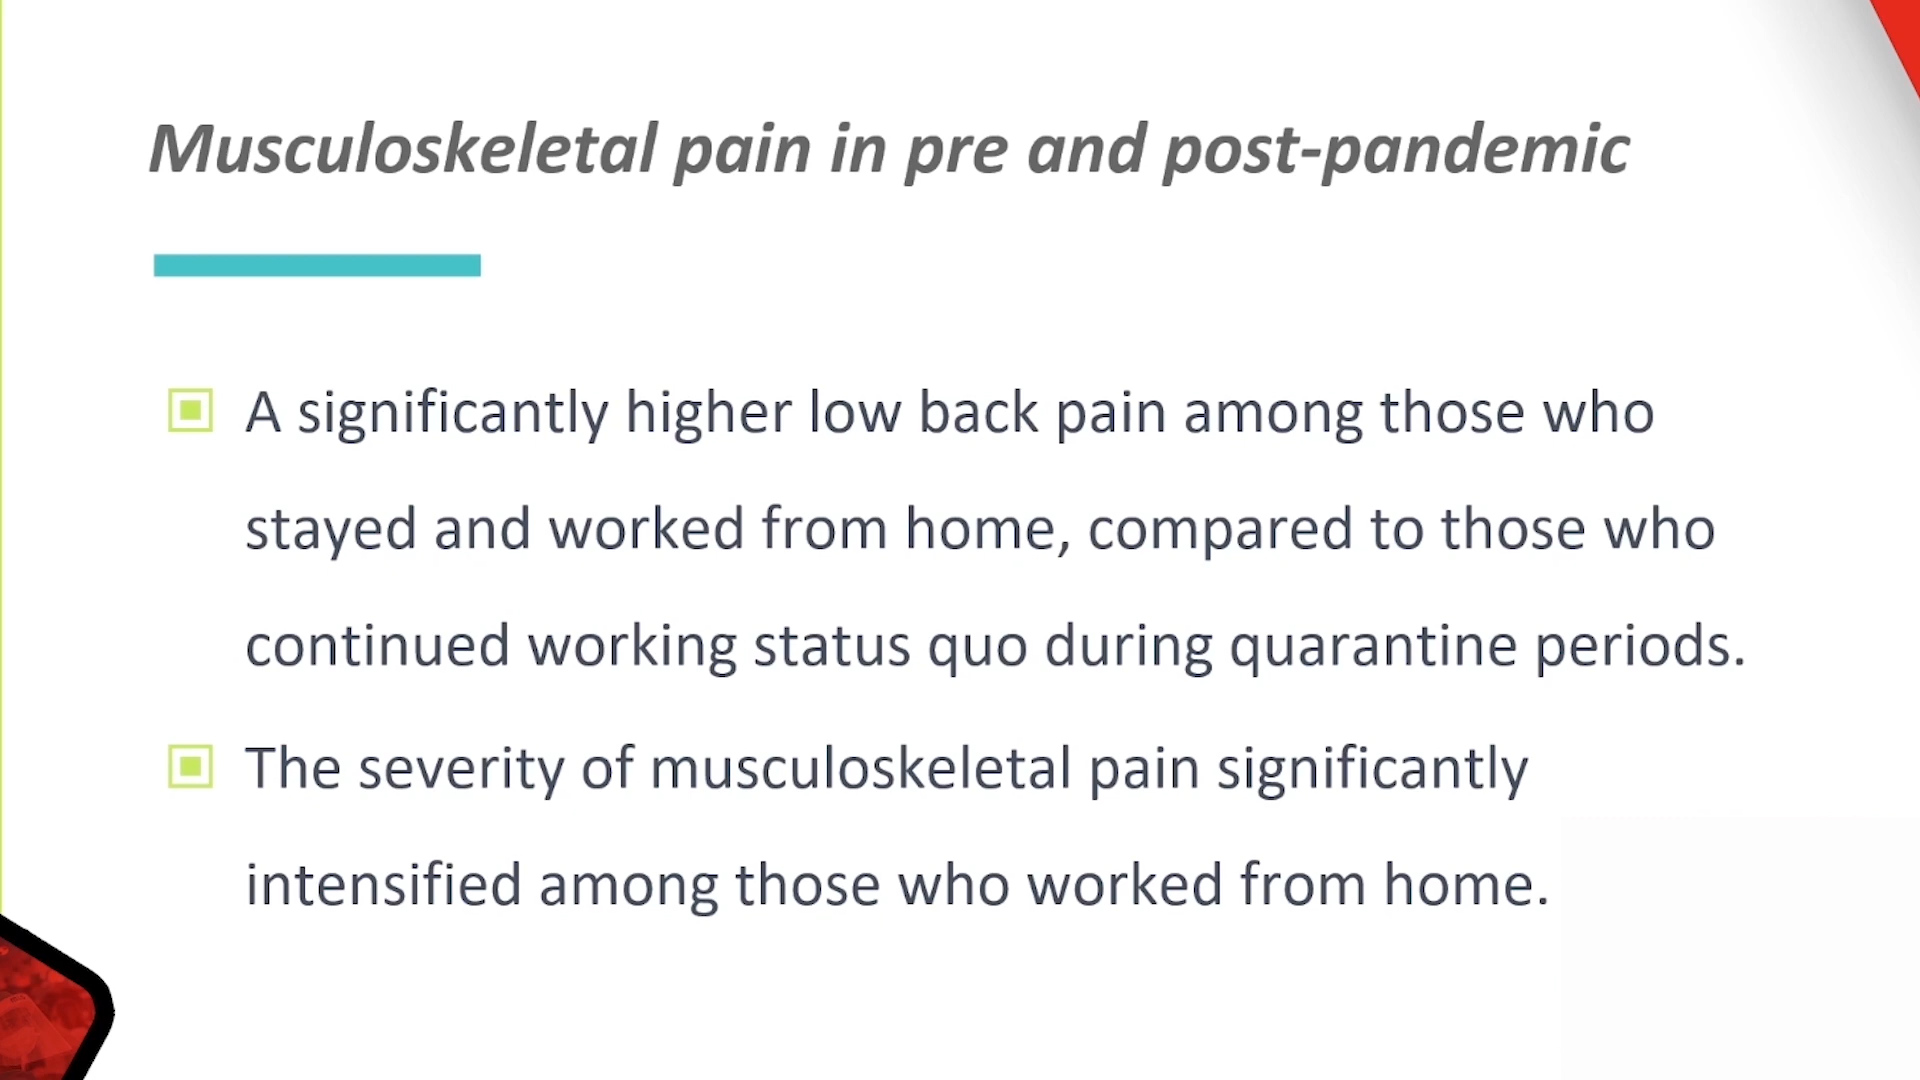 Musculoskeletal pain in pre and post-pandemic
A significantly higher low back pain among those who
stayed and worked from home, compared to those who
continued working status quo during quarantine periods.
The severity of musculoskeletal pain significantly
intensified among those who worked from home.